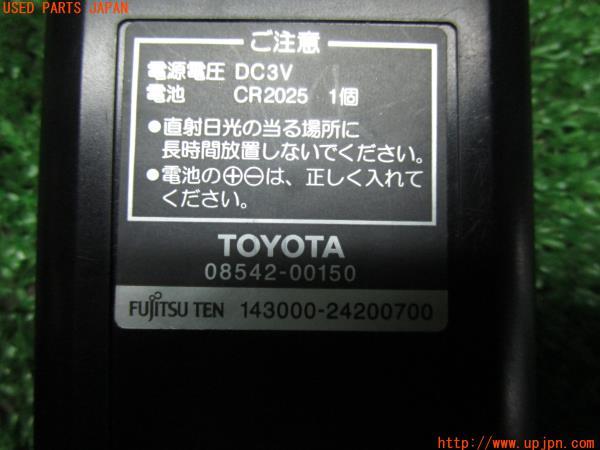 USED PARTS JAPAN
ご注意
電源電圧 DC3V
電池 CR2025 1個
●直射日光の当る場所に
長時間放置しないでください。
●電池の⊕⊖は、正しく入れて
ください。
TOYOTA
08542-00150
FUJITSU TEN 143000-24200700
http://www.upjpn.com/